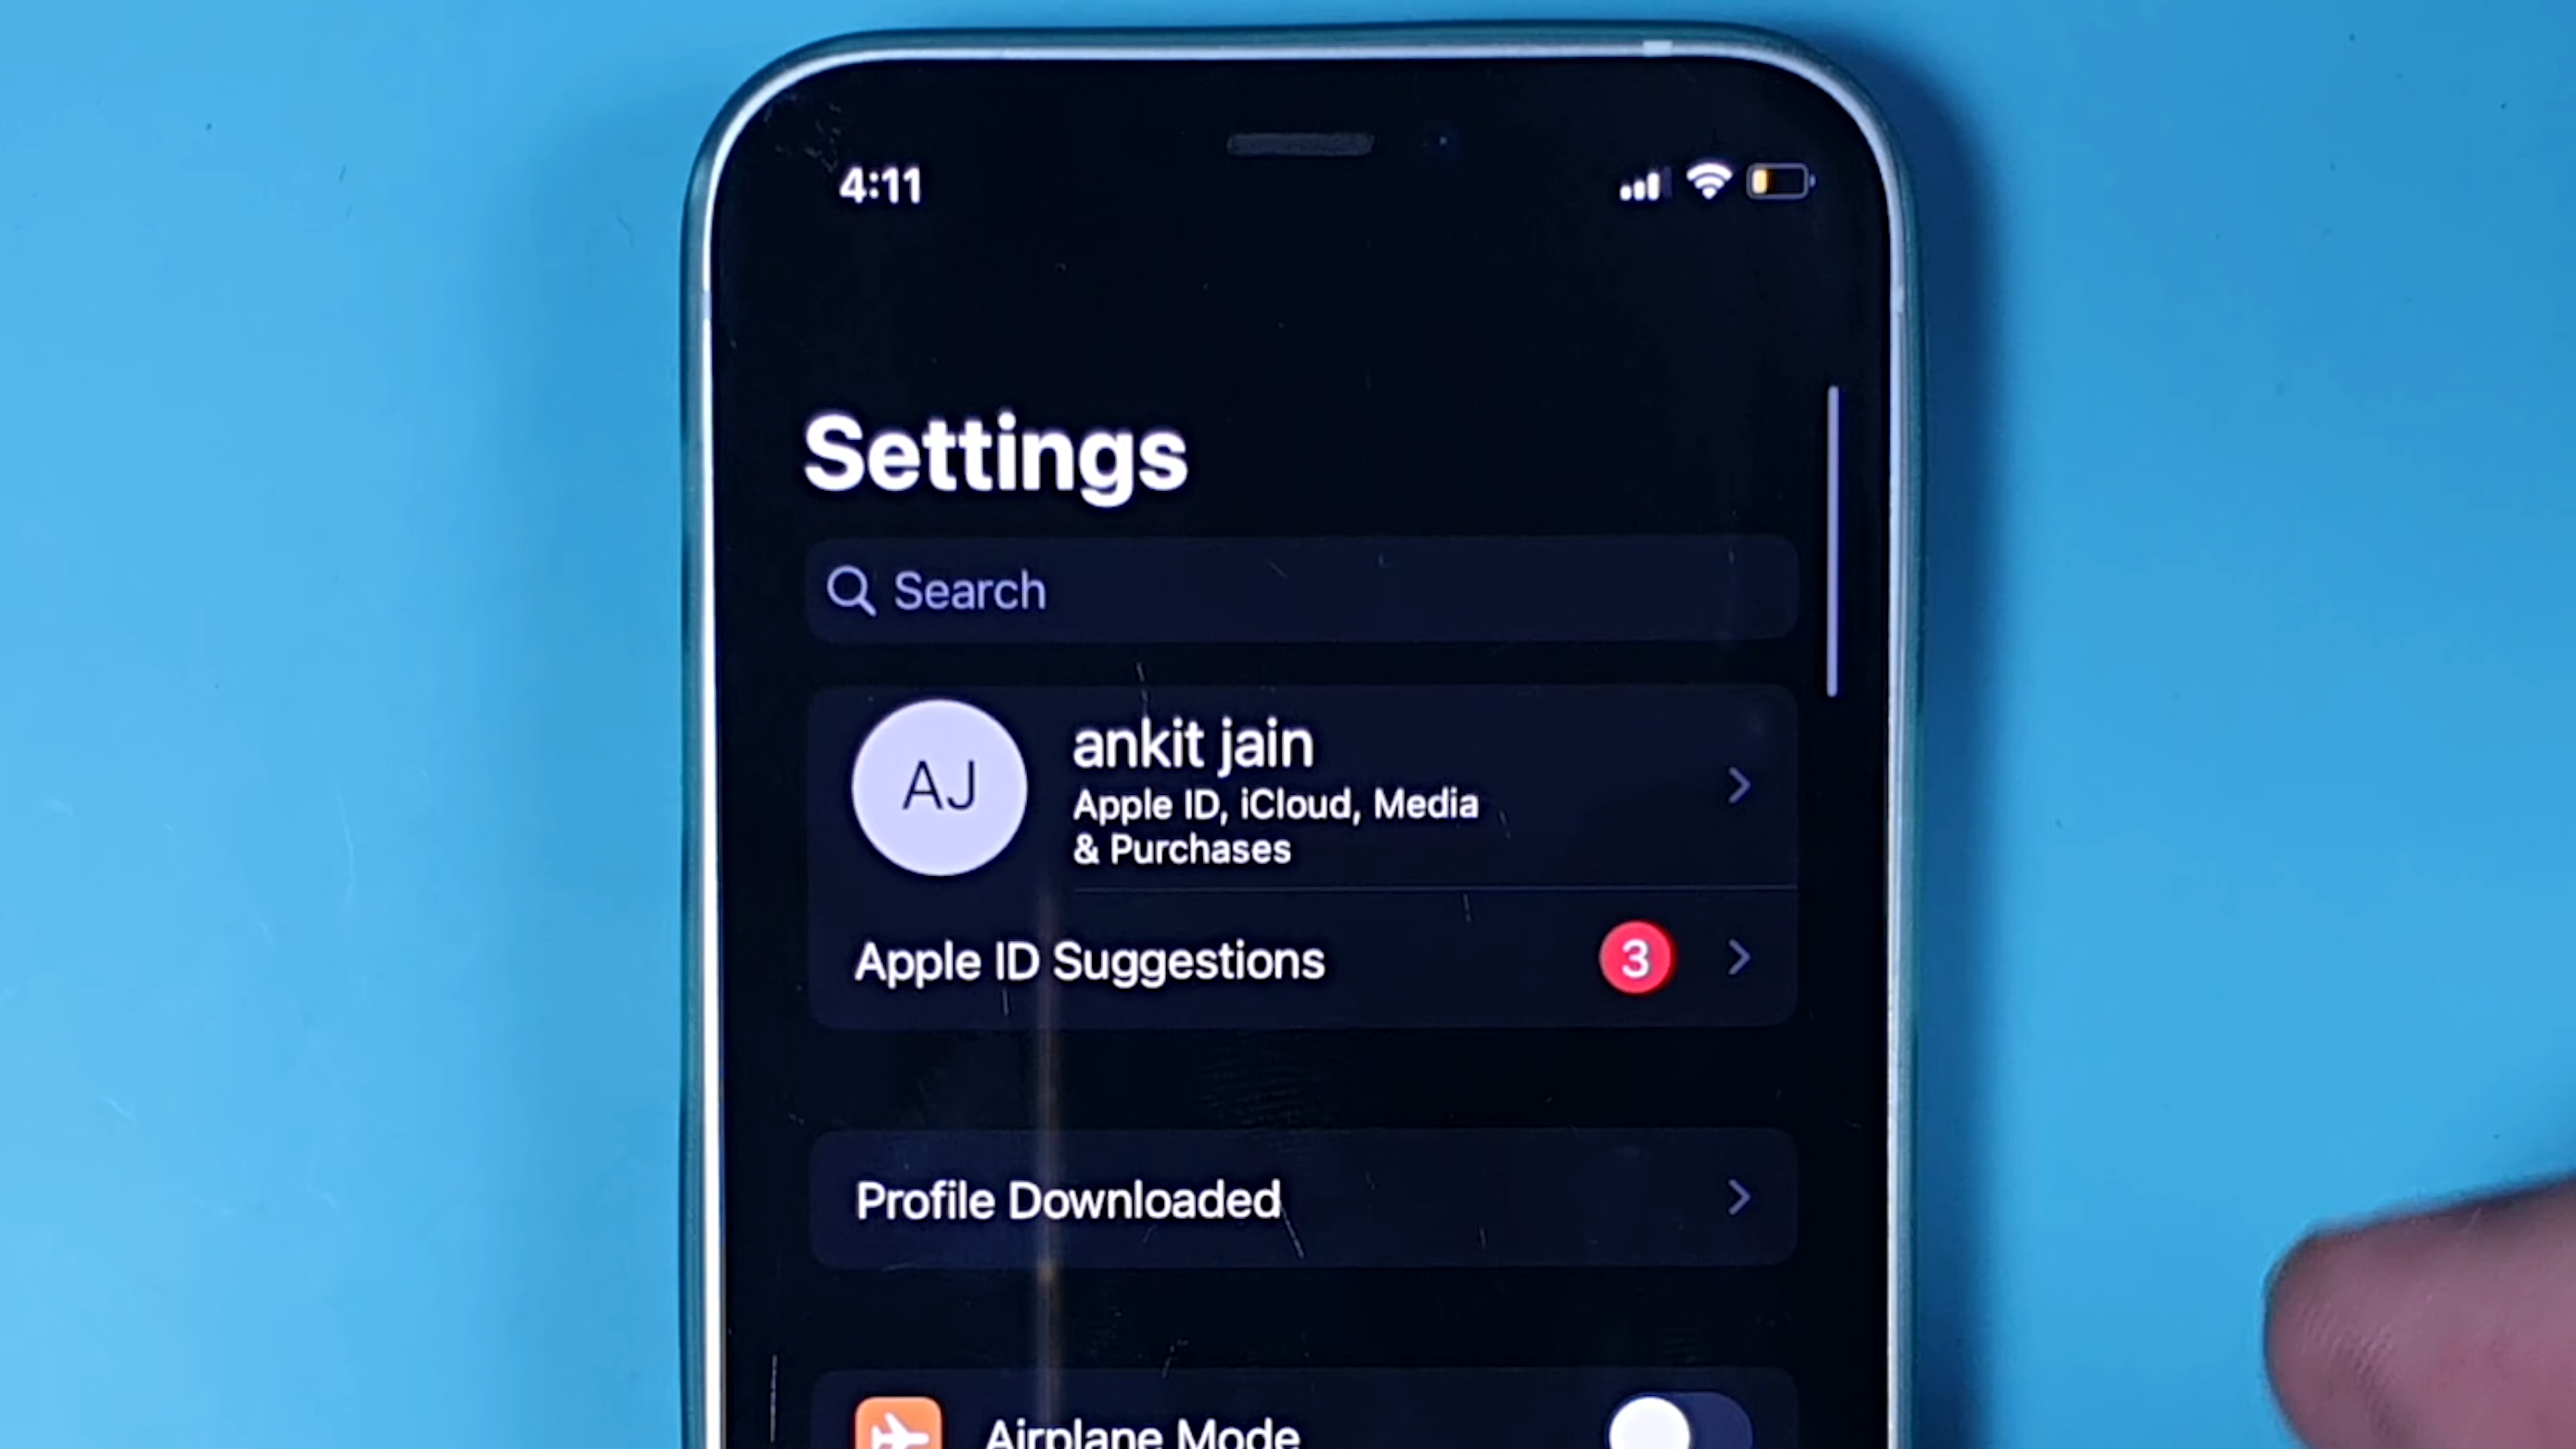 4:11
Settings
Search
AJ
ankit jain
Apple ID, iCloud, Media
& Purchases
Apple ID Suggestions
3
Profile Downloaded
Airplane Mode